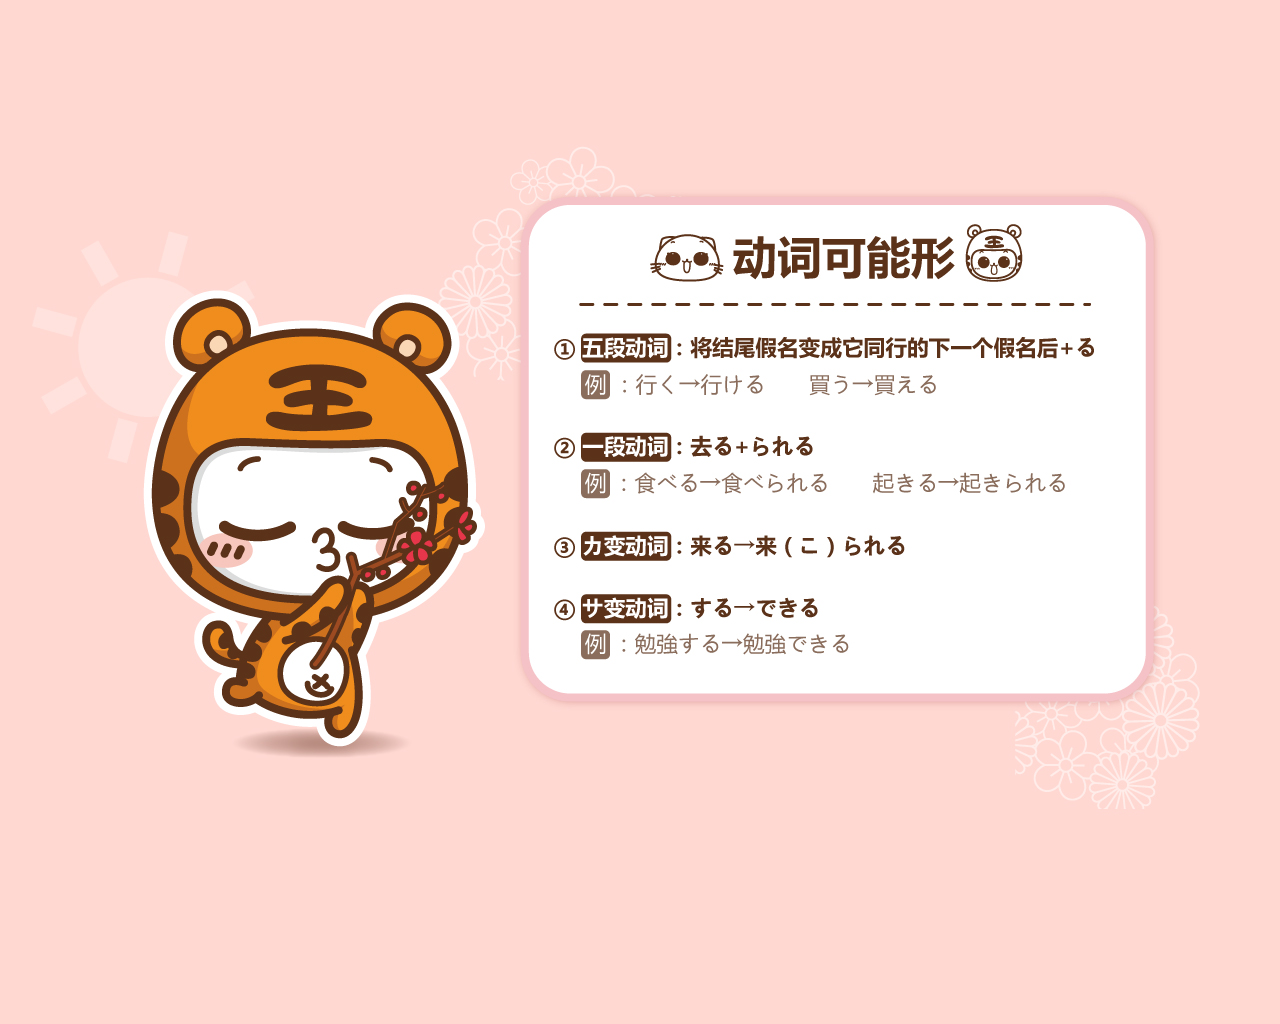 动词可能形
①五段动词：将结尾假名变成它同行的下一个假名后+る
例：行く→行ける　　買う→買える
②一段动词：去る+られる
例：食べる→食べられる　　起きる→起きられる
③カ变动词：来る→来（こ）られる
④サ变动词：する→できる
例：勉強する→勉強できる
王